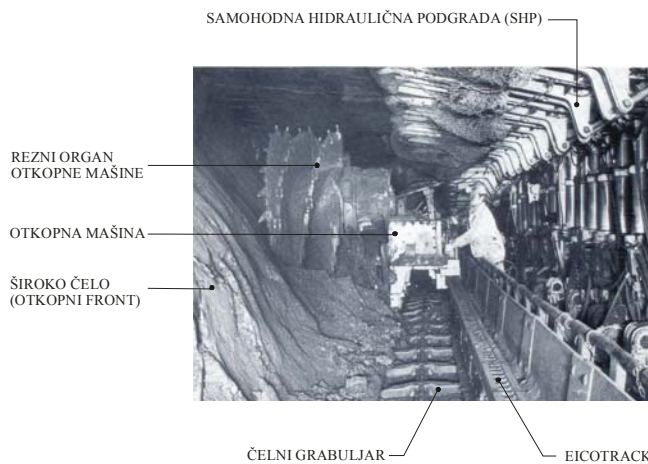 SAMOHODNA HIDRAULIČNA PODGRADA (SHP)
REZNI ORGAN
OTKOPNE MAŠINE
OTKOPNA MAŠINA
ŠIROKO ČELO
(OTKOPNI FRONT)
ČELNI GRABULJAR
EICOTRACK